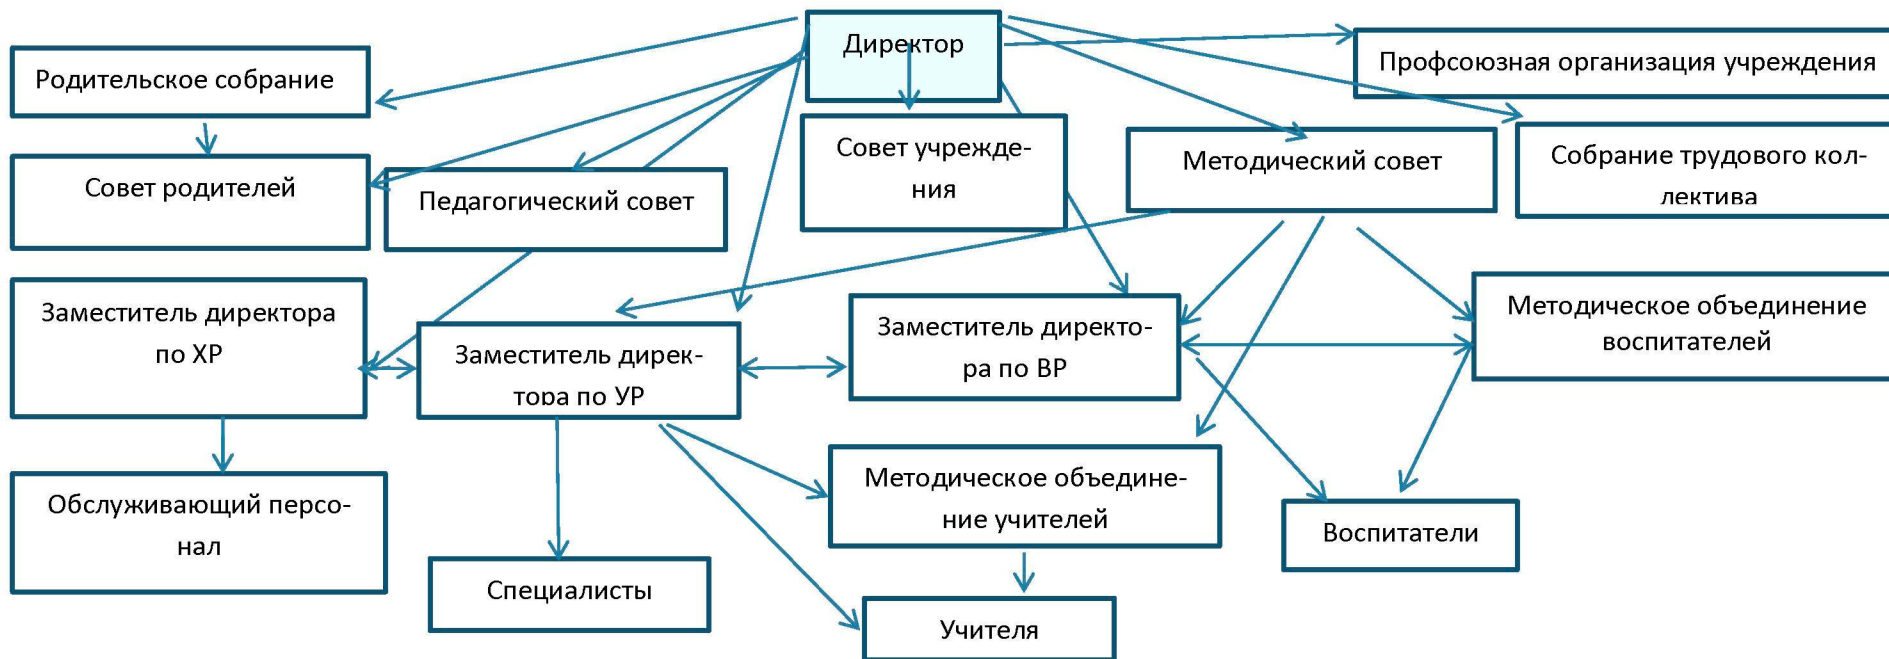 Директор
Родительское собрание
Профсоюзная организация учреждения
Совет родителей
Педагогический совет
Совет учрежде-
ния
Методический совет
Собрание трудового кол-
лектива
Заместитель директора
по ХР
Заместитель дирек-
тора по УР
Заместитель директо-
ра по ВР
Методическое объединение
воспитателей
Обслуживающий персо-
нал
Специалисты
Методическое объедине-
ние учителей
Учителя
Воспитатели